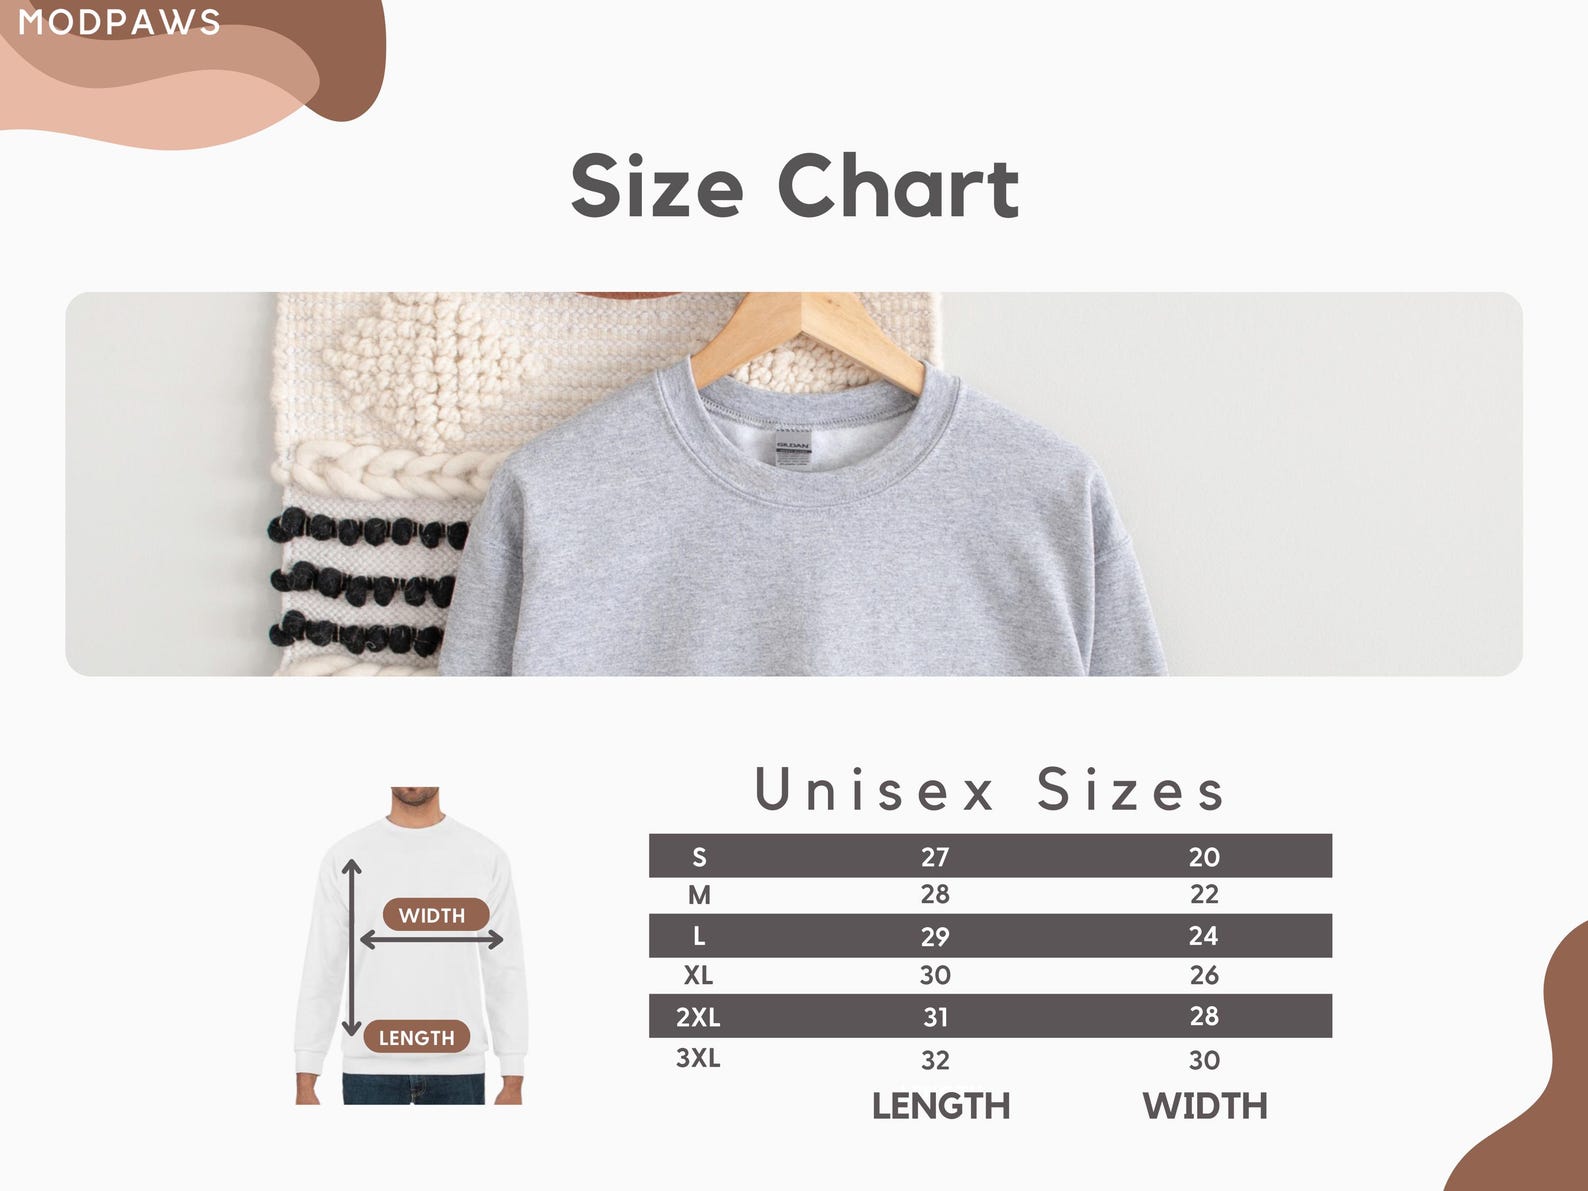 MODPAWS
Size Chart
GILDAN
Unisex Sizes
S 27 20
M 28 22
L 29 24
XL 30 26
2XL 31 28
3XL 32 30
LENGTH WIDTH
WIDTH
LENGTH